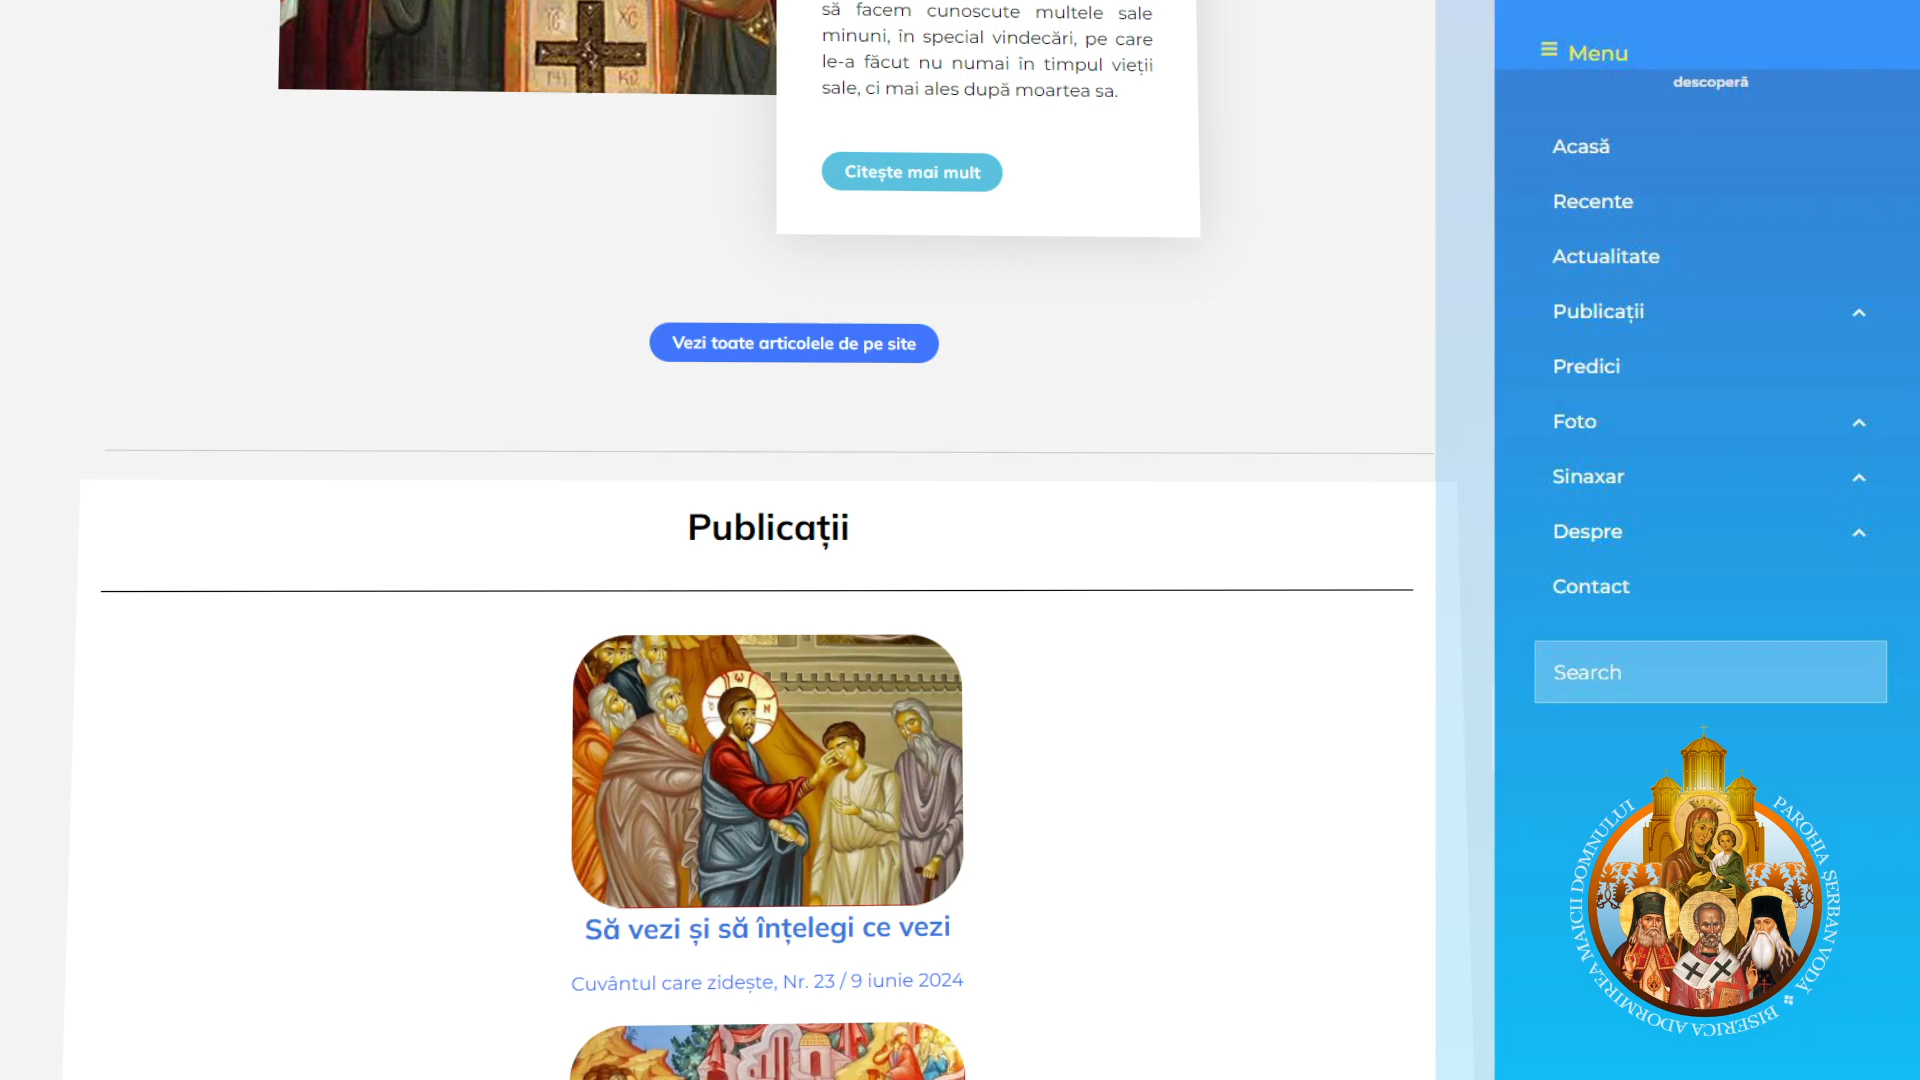 să facem cunoscute multele sale
minuni, în special vindecări, pe care
le-a făcut nu numai în timpul vieții
sale, ci mai ales după moartea sa.
Citește mai mult
Vezi toate articolele de pe site
Publicații
Să vezi și să înțelegi ce vezi
Cuvântul care zidește, Nr. 23 / 9 iunie 2024
Menu
descoperă
Acasă
Recente
Actualitate
Publicații
Predici
Foto
Sinaxar
Despre
Contact
Search
PAROHIA ȘERBAN VODĂ
BISERICA ADORMIREA MAICII DOMNULUI